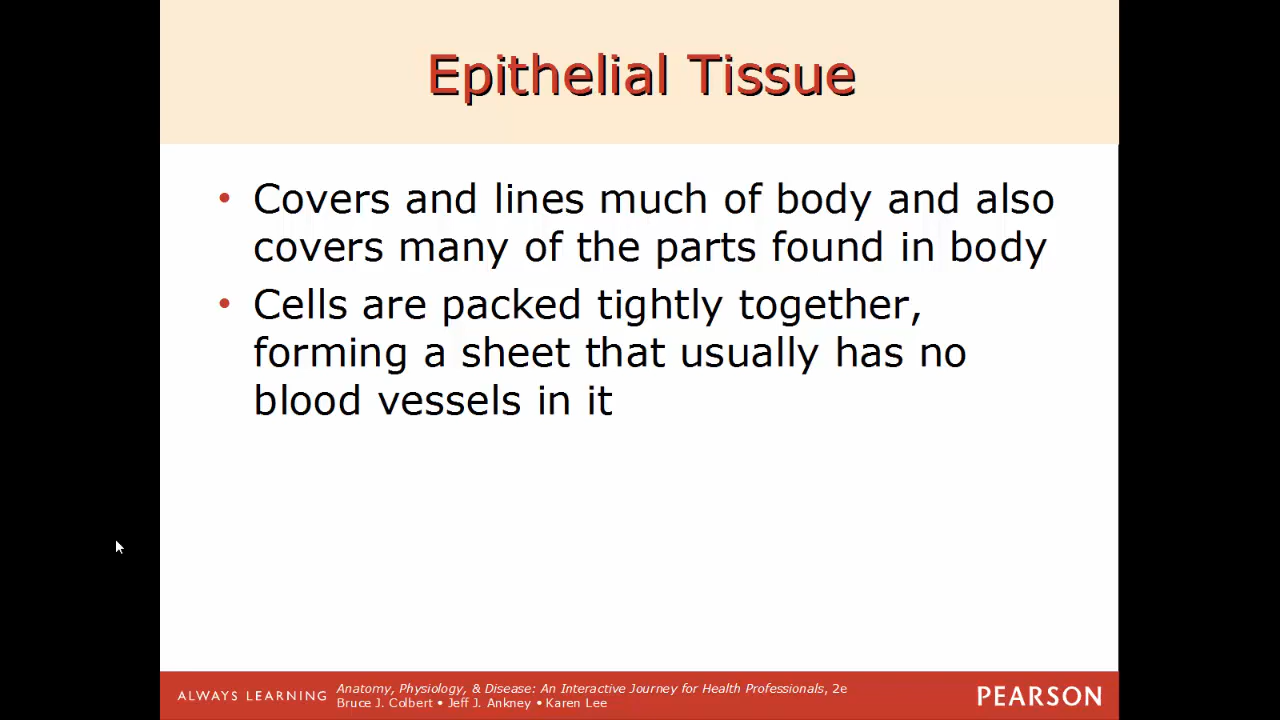 Epithelial Tissue
• Covers and lines much of body and also
covers many of the parts found in body
• Cells are packed tightly together,
forming a sheet that usually has no
blood vessels in it
ALWAYS LEARNING
Anatomy, Physiology, & Disease: An Interactive Journey for Health Professionals, 2e
Bruce J. Colbert • Jeff J. Ankney • Karen Lee
PEARSON